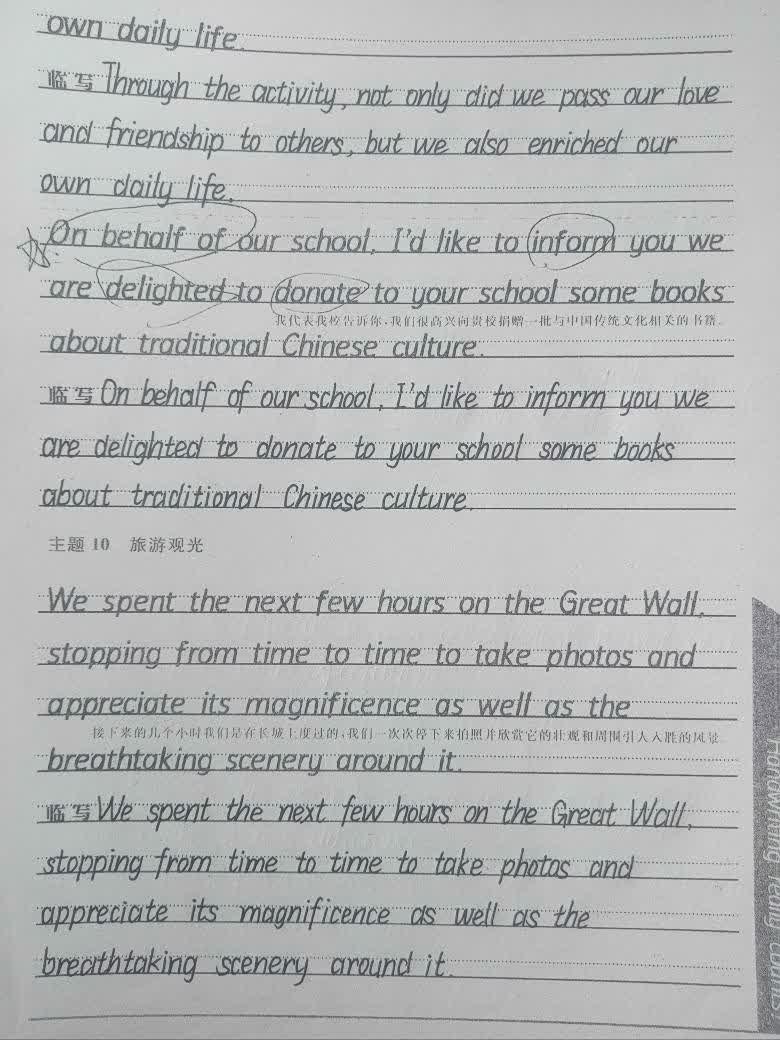 own daily life.
临写 Through the activity, not only did we pass our love
and friendship to others, but we also enriched our
own daily life.
On behalf of our school, I'd like to inform you we
are delighted to donate to your school some books
我代表我校告诉你,我们很高兴向贵校捐赠一批与中国传统文化相关的书籍。
about traditional Chinese culture.
临写 On behalf of our school, I'd like to inform you we
are delighted to donate to your school some books
about traditional Chinese culture.
主题 10 旅游观光
We spent the next few hours on the Great Wall,
stopping from time to time to take photos and
appreciate its magnificence as well as the
接下来的几个小时我们是在长城上度过的,我们一次次停下来拍照并欣赏它的壮观和周围引人入胜的风景。
breathtaking scenery around it.
临写 We spent the next few hours on the Great Wall,
stopping from time to time to take photos and
appreciate its magnificence as well as the
breathtaking scenery around it.